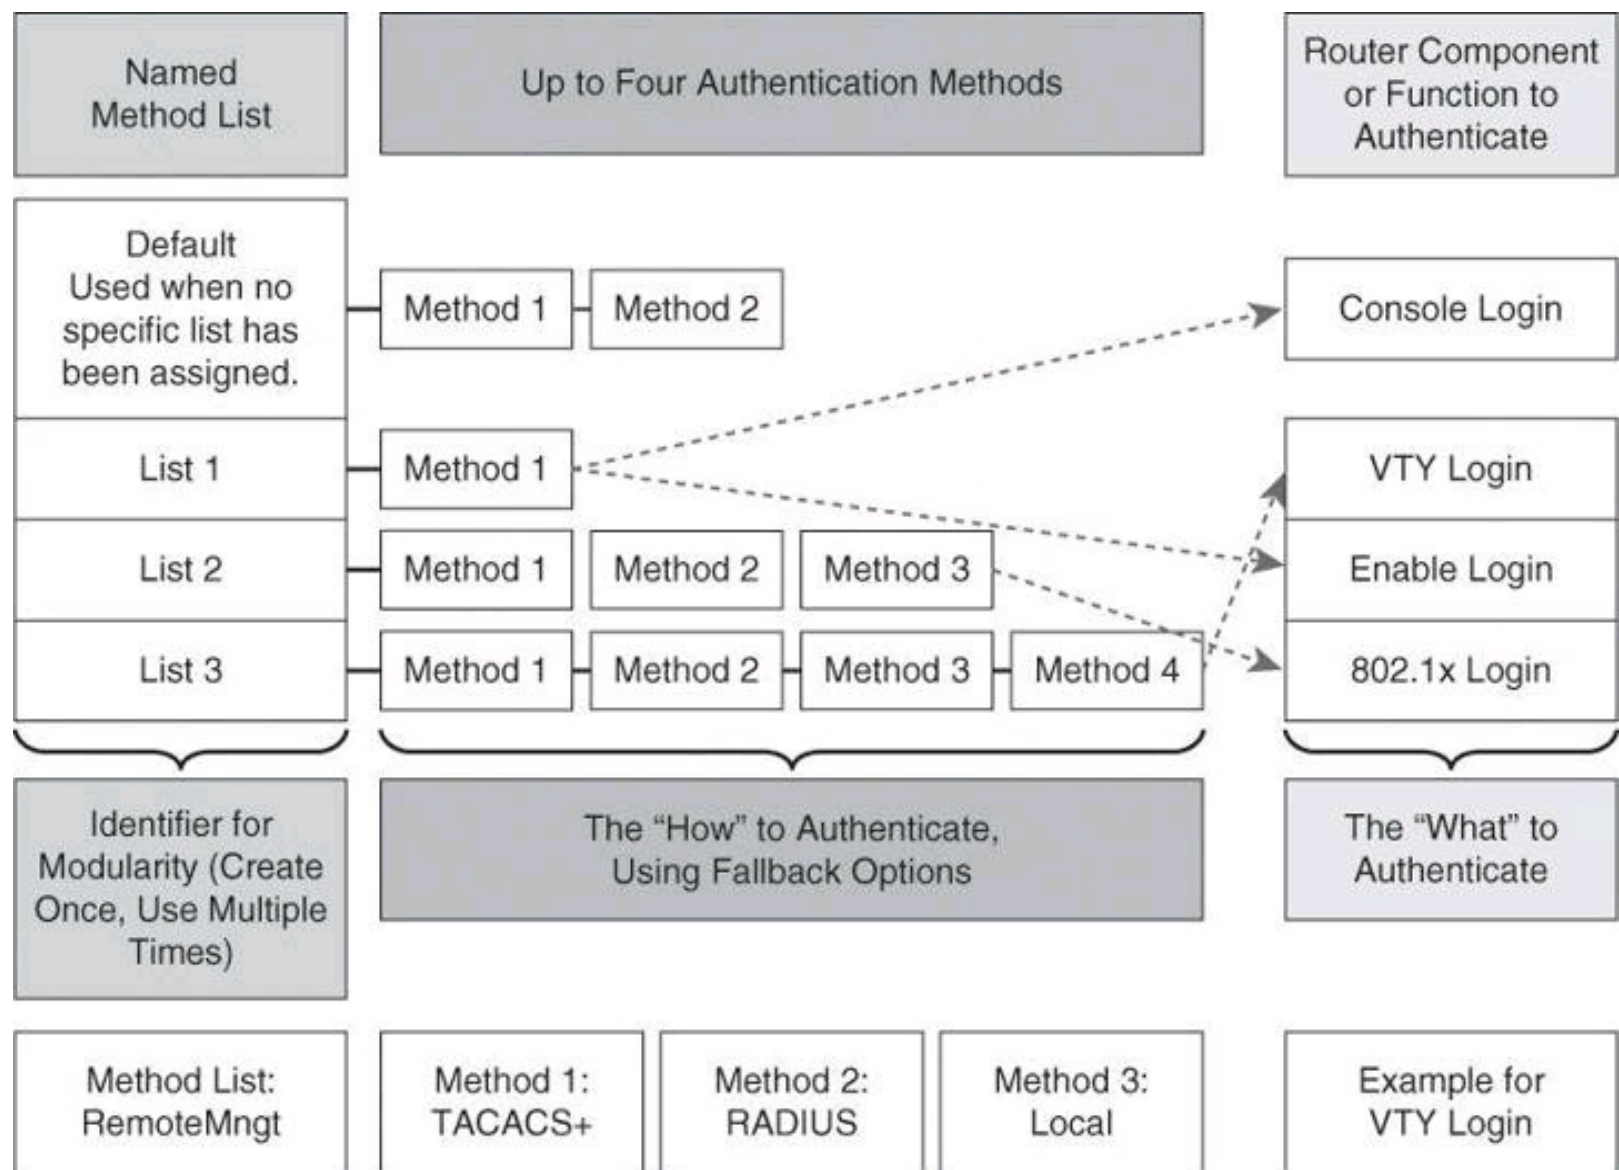 Named
Method List
Up to Four Authentication Methods
Router Component
or Function to
Authenticate
Default
Used when no
specific list has
been assigned.
Method 1
Method 2
Console Login
List 1
Method 1
VTY Login
List 2
Method 1
Method 2
Method 3
Enable Login
List 3
Method 1
Method 2
Method 3
Method 4
802.1x Login
Identifier for
Modularity (Create
Once, Use Multiple
Times)
The “How” to Authenticate,
Using Fallback Options
The “What” to
Authenticate
Method List:
RemoteMngt
Method 1:
TACACS+
Method 2:
RADIUS
Method 3:
Local
Example for
VTY Login